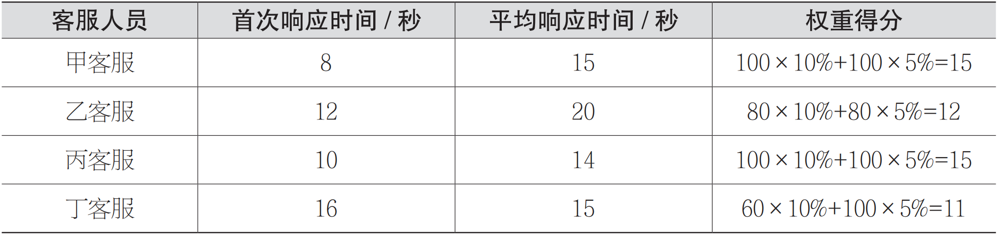 客服人员 首次响应时间 / 秒 平均响应时间 / 秒 权重得分
甲客服 8 15 100×10%+100×5%=15
乙客服 12 20 80×10%+80×5%=12
丙客服 10 14 100×10%+100×5%=15
丁客服 16 15 60×10%+100×5%=11